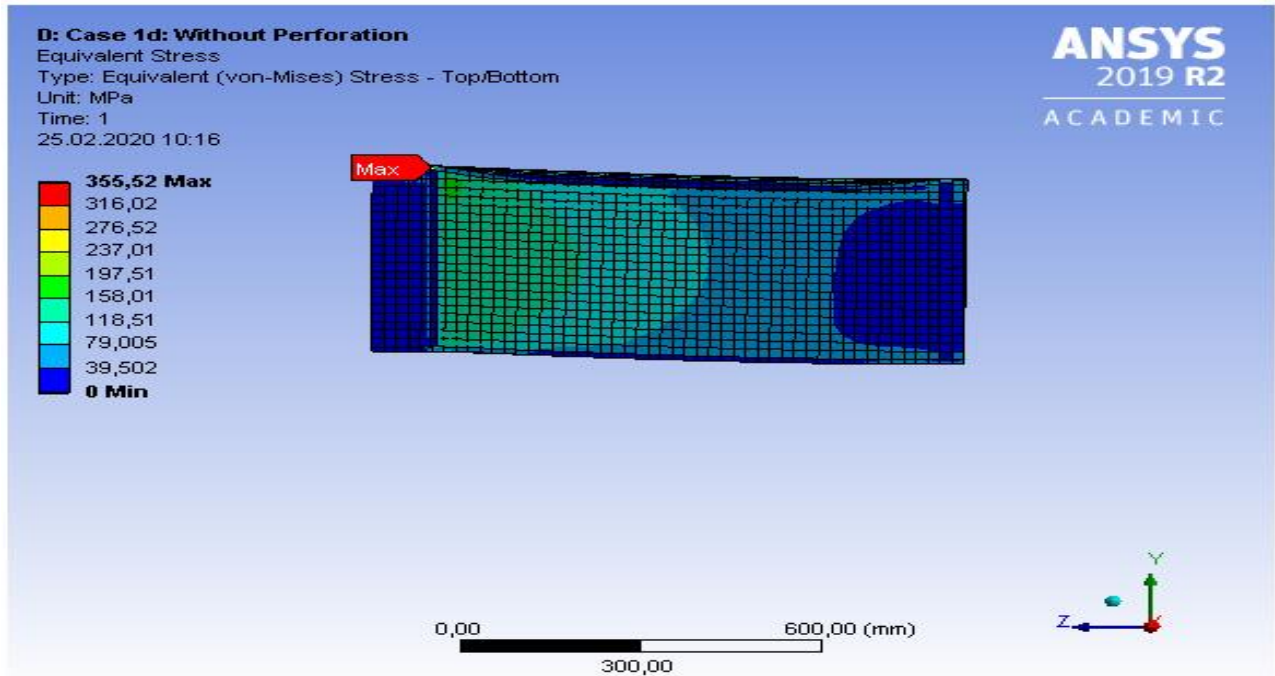 D: Case 1d: Without Perforation
Equivalent Stress
Type: Equivalent (von-Mises) Stress - Top/Bottom
Unit: MPa
Time: 1
25.02.2020 10:16
ANSYS
2019 R2
ACADEMIC
Max
355,52 Max
316,02
276,52
237,01
197,51
158,01
118,51
79,005
39,502
0 Min
0,00
600,00 (mm)
300,00
Y
Z